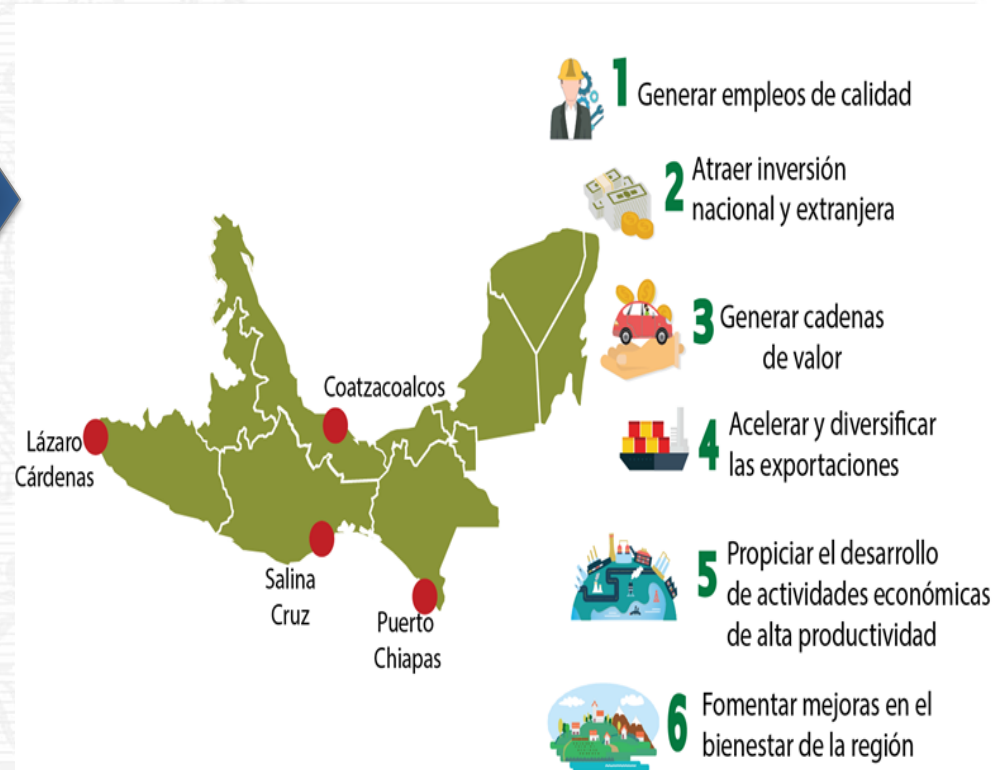 1 Generar empleos de calidad
2 Atraer inversión
nacional y extranjera
3 Generar cadenas
de valor
4 Acelerar y diversificar
las exportaciones
5 Propiciar el desarrollo
de actividades económicas
de alta productividad
6 Fomentar mejoras en el
bienestar de la región
Coatzacoalcos
Lázaro
Cárdenas
Salina
Cruz
Puerto
Chiapas